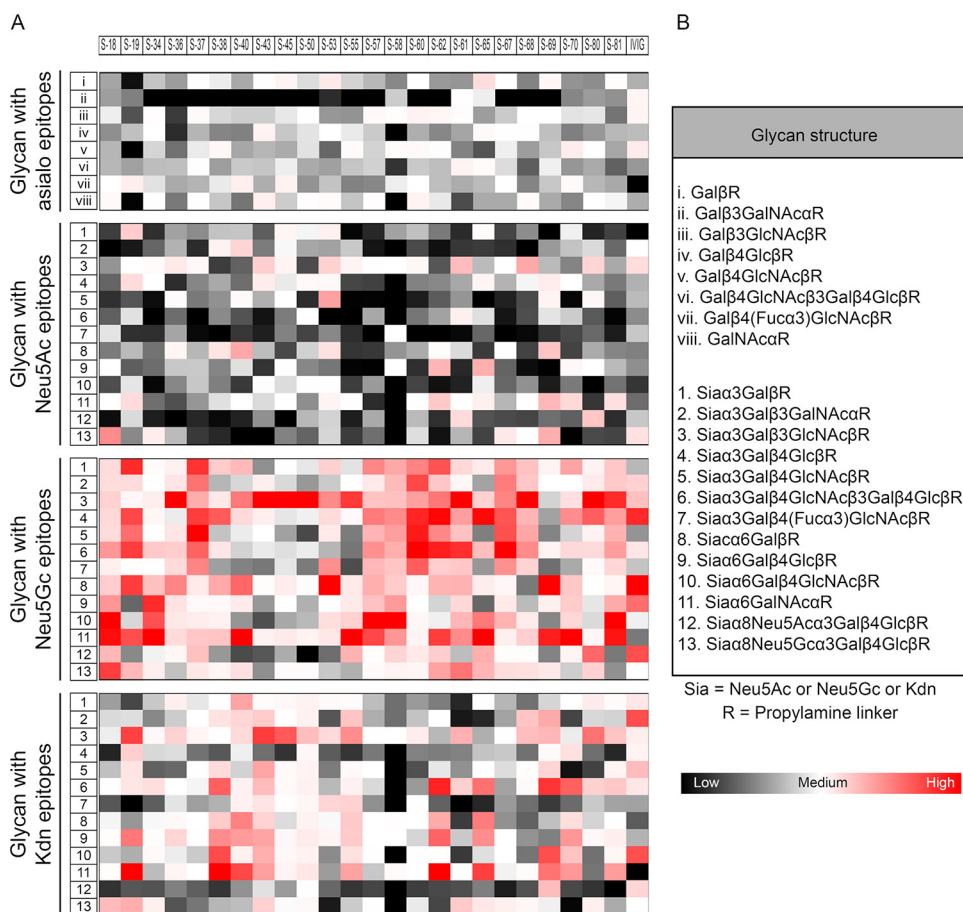 A
B
S-18 S-19 S-34 S-36 S-37 S-38 S-40 S-43 S-45 S-50 S-53 S-55 S-57 S-58 S-60 S-62 S-61 S-65 S-67 S-68 S-69 S-70 S-80 S-81 IVIG
Glycan with
asialo epitopes
i
ii
iii
iv
v
vi
vii
viii
Glycan with
Neu5Ac epitopes
1
2
3
4
5
6
7
8
9
10
11
12
13
Glycan with
Neu5Gc epitopes
1
2
3
4
5
6
7
8
9
10
11
12
13
Glycan with
Kdn epitopes
1
2
3
4
5
6
7
8
9
10
11
12
13
Glycan structure
i. GalβR
ii. Galβ3GalNAcαR
iii. Galβ3GlcNAcβR
iv. Galβ4GlcβR
v. Galβ4GlcNAcβR
vi. Galβ4GlcNAcβ3Galβ4GlcβR
vii. Galβ4(Fucα3)GlcNAcβR
viii. GalNAcαR
1. Siaα3GalβR
2. Siaα3Galβ3GalNAcαR
3. Siaα3Galβ3GlcNAcβR
4. Siaα3Galβ4GlcβR
5. Siaα3Galβ4GlcNAcβR
6. Siaα3Galβ4GlcNAcβ3Galβ4GlcβR
7. Siaα3Galβ4(Fucα3)GlcNAcβR
8. Siacα6GalβR
9. Siaα6Galβ4GlcβR
10. Siaα6Galβ4GlcNAcβR
11. Siaα6GalNAcαR
12. Siaα8Neu5Acα3Galβ4GlcβR
13. Siaα8Neu5Gcα3Galβ4GlcβR
Sia = Neu5Ac or Neu5Gc or Kdn
R = Propylamine linker
Low Medium High